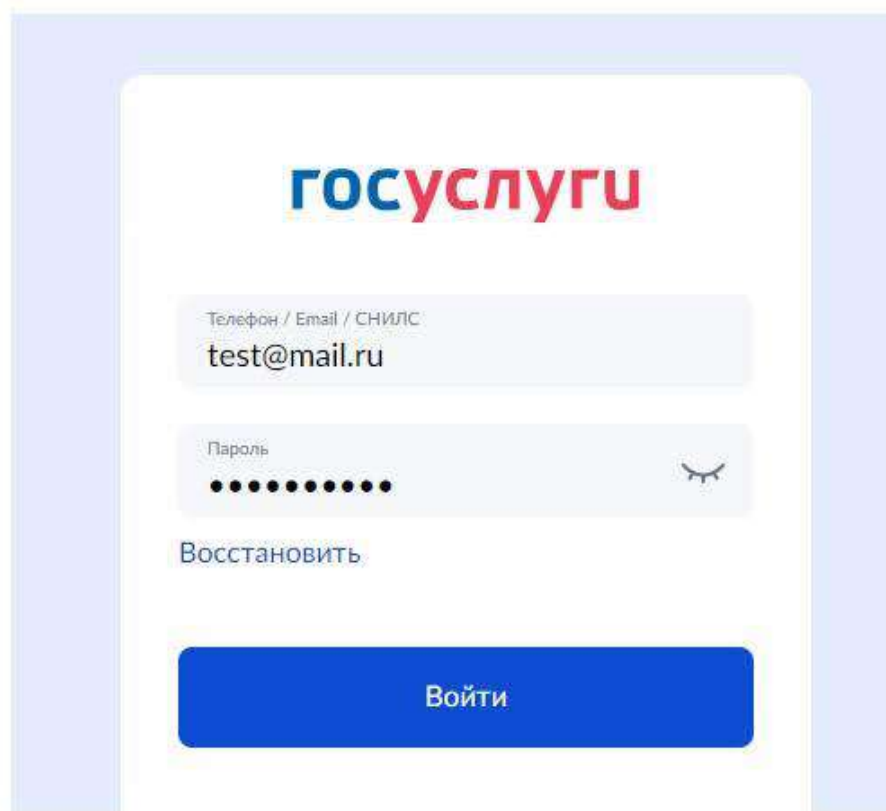 госуслуги
Телефон / Email / СНИЛС
test@mail.ru
Пароль
••••••••••
Восстановить
Войти